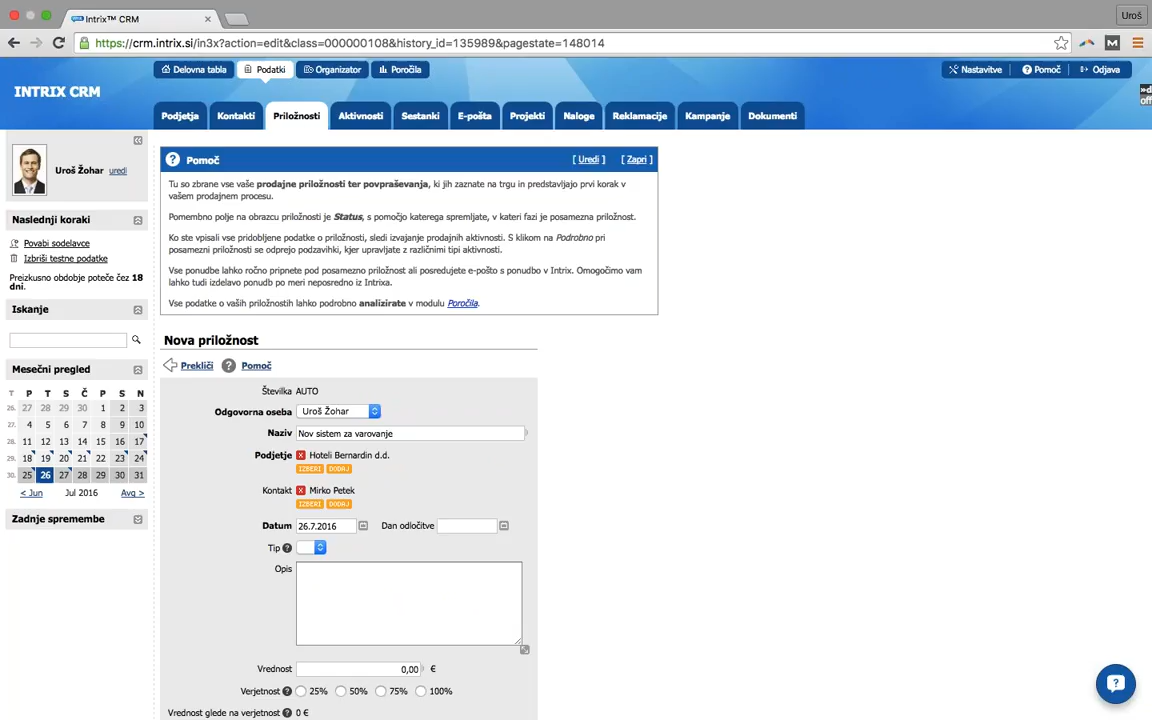 Intrix™ CRM
Uroš
https://crm.intrix.si/in3x?action=edit&class=000000108&history_id=135989&pagestate=148014
Delovna tabla
Podatki
Organizator
Poročila
Nastavitve
Pomoč
Odjava
INTRIX CRM
Podjetja
Kontakti
Priložnosti
Aktivnosti
Sestanki
E-pošta
Projekti
Naloge
Reklamacije
Kampanje
Dokumenti
Uroš Žohar uredi
Naslednji koraki
Povabi sodelavce
Izbriši testne podatke
Preizkusno obdobje poteče čez 18
dni.
Iskanje
Mesečni pregled
T P T S Č P S N
26. 27 28 29 30 1 2 3
27. 4 5 6 7 8 9 10
28. 11 12 13 14 15 16 17
29. 18 19 20 21 22 23 24
30. 25 26 27 28 29 30 31
< Jun Jul 2016 Avg >
Zadnje spremembe
Pomoč [ Uredi ] [ Zapri ]
Tu so zbrane vse vaše prodajne priložnosti ter povpraševanja, ki jih zaznate na trgu in predstavljajo prvi korak v
vašem prodajnem procesu.
Pomembno polje na obrazcu priložnosti je Status, s pomočjo katerega spremljate, v kateri fazi je posamezna priložnost.
Ko ste vpisali vse pridobljene podatke o priložnosti, sledi izvajanje prodajnih aktivnosti. S klikom na Podrobno pri
posamezni priložnosti se odprejo podzavihki, kjer upravljate z različnimi tipi aktivnosti.
Vse ponudbe lahko ročno pripnete pod posamezno priložnost ali posredujete e-pošto s ponudbo v Intrix. Omogočimo vam
lahko tudi izdelavo ponudb po meri neposredno iz Intrixa.
Vse podatke o vaših priložnostih lahko podrobno analizirate v modulu Poročila.
Nova priložnost
Prekliči Pomoč
Številka AUTO
Odgovorna oseba Uroš Žohar
Naziv Nov sistem za varovanje
Podjetje Hoteli Bernardin d.d.
IZBERI DODAJ
Kontakt Mirko Petek
IZBERI DODAJ
Datum 26.7.2016 Dan odločitve
Tip
Opis
Vrednost 0,00 €
Verjetnost 25% 50% 75% 100%
Vrednost glede na verjetnost 0 €